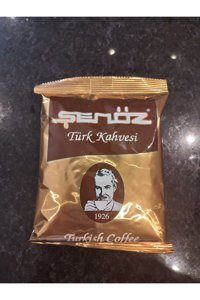 ŞENÖZ
Türk Kahvesi
1926
Turkish Coffee